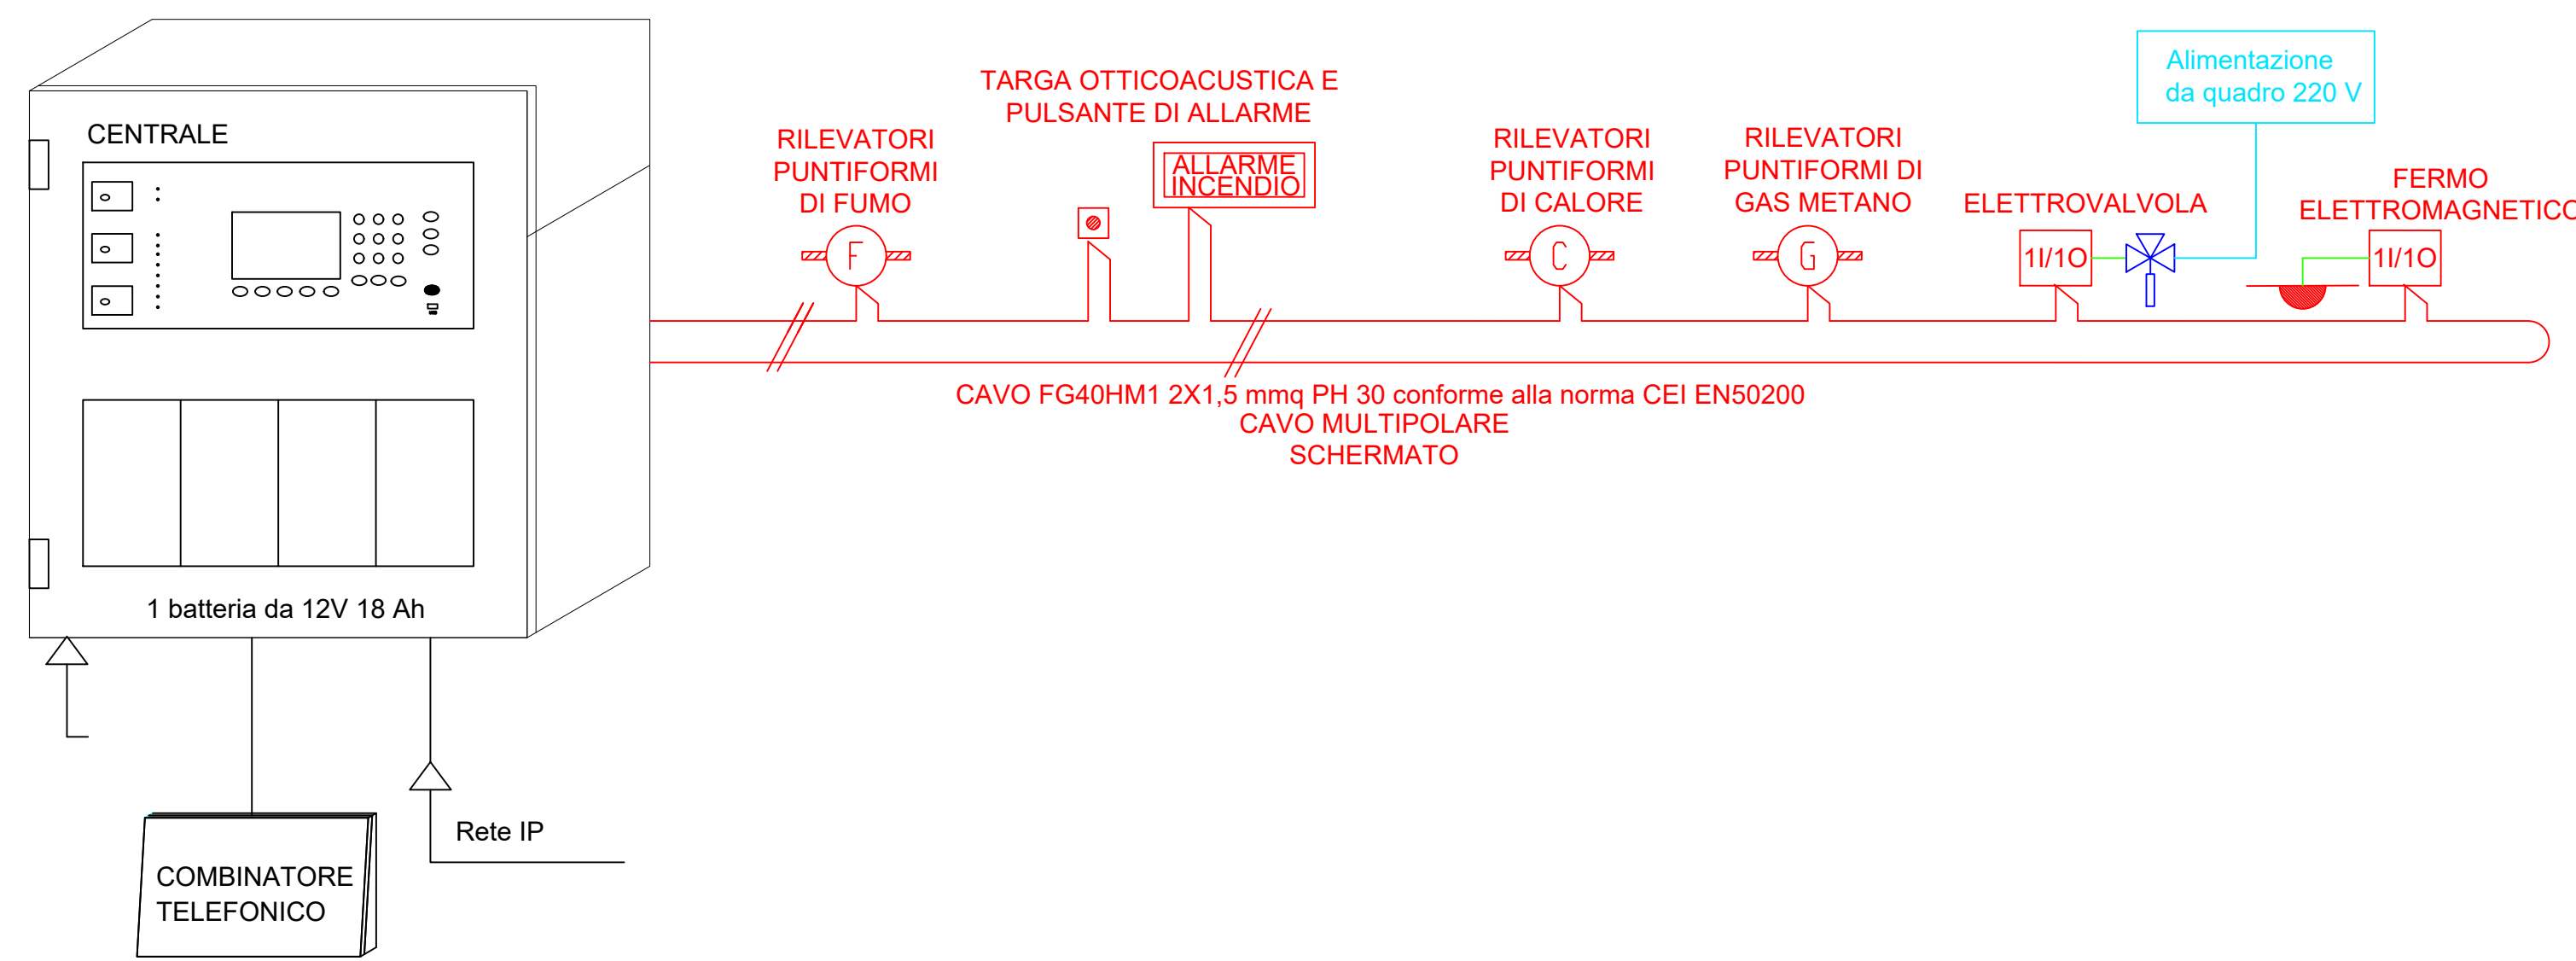 CENTRALE
1 batteria da 12V 18 Ah
COMBINATORE
TELEFONICO
Rete IP
RILEVATORI
PUNTIFORMI
DI FUMO
F
TARGA OTTICOACUSTICA E
PULSANTE DI ALLARME
ALLARME
INCENDIO
RILEVATORI
PUNTIFORMI
DI CALORE
C
RILEVATORI
PUNTIFORMI DI
GAS METANO
G
ELETTROVALVOLA
1I/1O
Alimentazione
da quadro 220 V
FERMO
ELETTROMAGNETICO
1I/1O
CAVO FG40HM1 2X1,5 mmq PH 30 conforme alla norma CEI EN50200
CAVO MULTIPOLARE
SCHERMATO